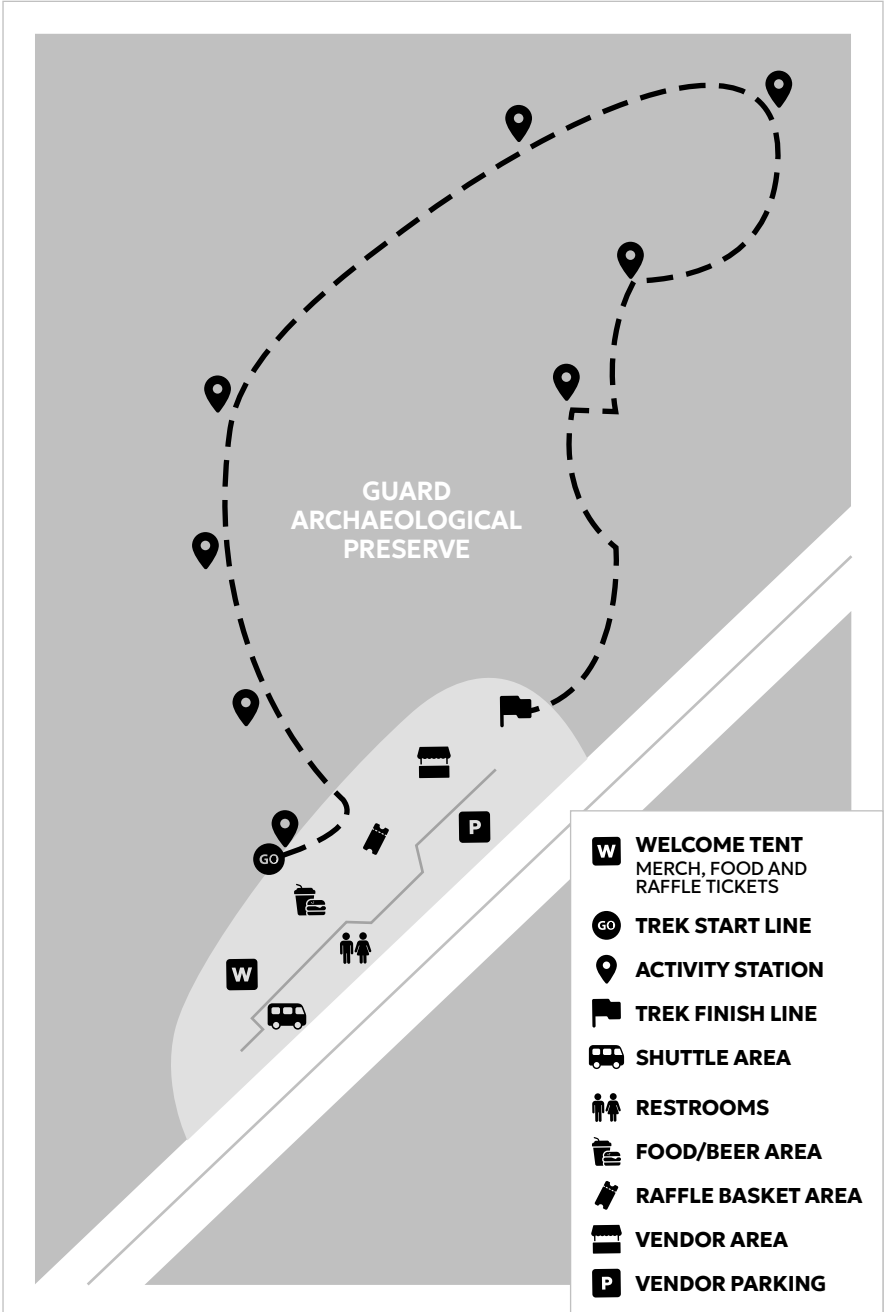 GUARD
ARCHAEOLOGICAL
PRESERVE
P
GO
W
W WELCOME TENT
MERCH, FOOD AND
RAFFLE TICKETS
GO TREK START LINE
ACTIVITY STATION
TREK FINISH LINE
SHUTTLE AREA
RESTROOMS
FOOD/BEER AREA
RAFFLE BASKET AREA
VENDOR AREA
P VENDOR PARKING